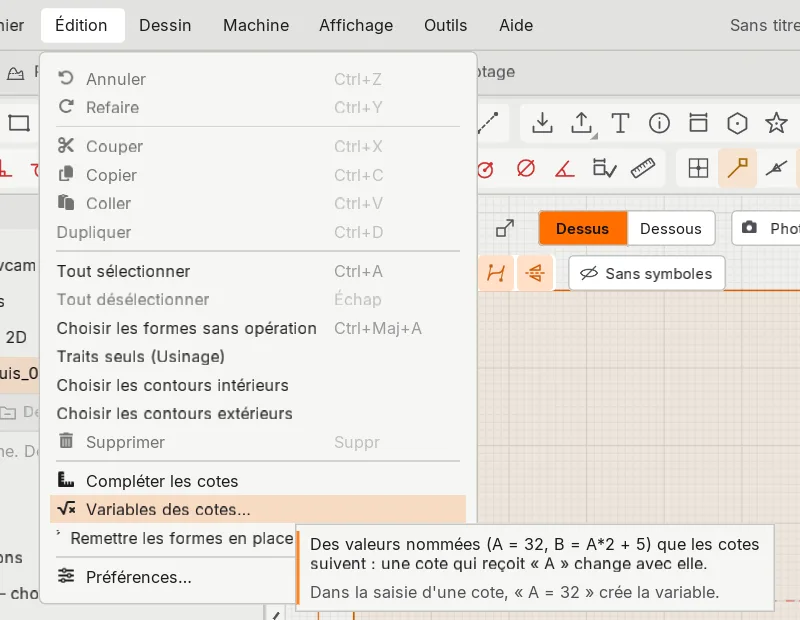 Édition
Dessin
Machine
Affichage
Outils
Aide
Sans titre
Annuler Ctrl+Z
Refaire Ctrl+Y
Couper Ctrl+X
Copier Ctrl+C
Coller Ctrl+V
Dupliquer Ctrl+D
Tout sélectionner Ctrl+A
Tout désélectionner Échap
Choisir les formes sans opération Ctrl+Maj+A
Traits seuls (Usinage)
Choisir les contours intérieurs
Choisir les contours extérieurs
Supprimer Suppr
Compléter les cotes
Variables des cotes...
Remettre les formes en place
Préférences...
Des valeurs nommées (A = 32, B = A*2 + 5) que les cotes
suivent : une cote qui reçoit « A » change avec elle.
Dans la saisie d'une cote, « A = 32 » crée la variable.
Dessus
Dessous
Sans symboles
2D